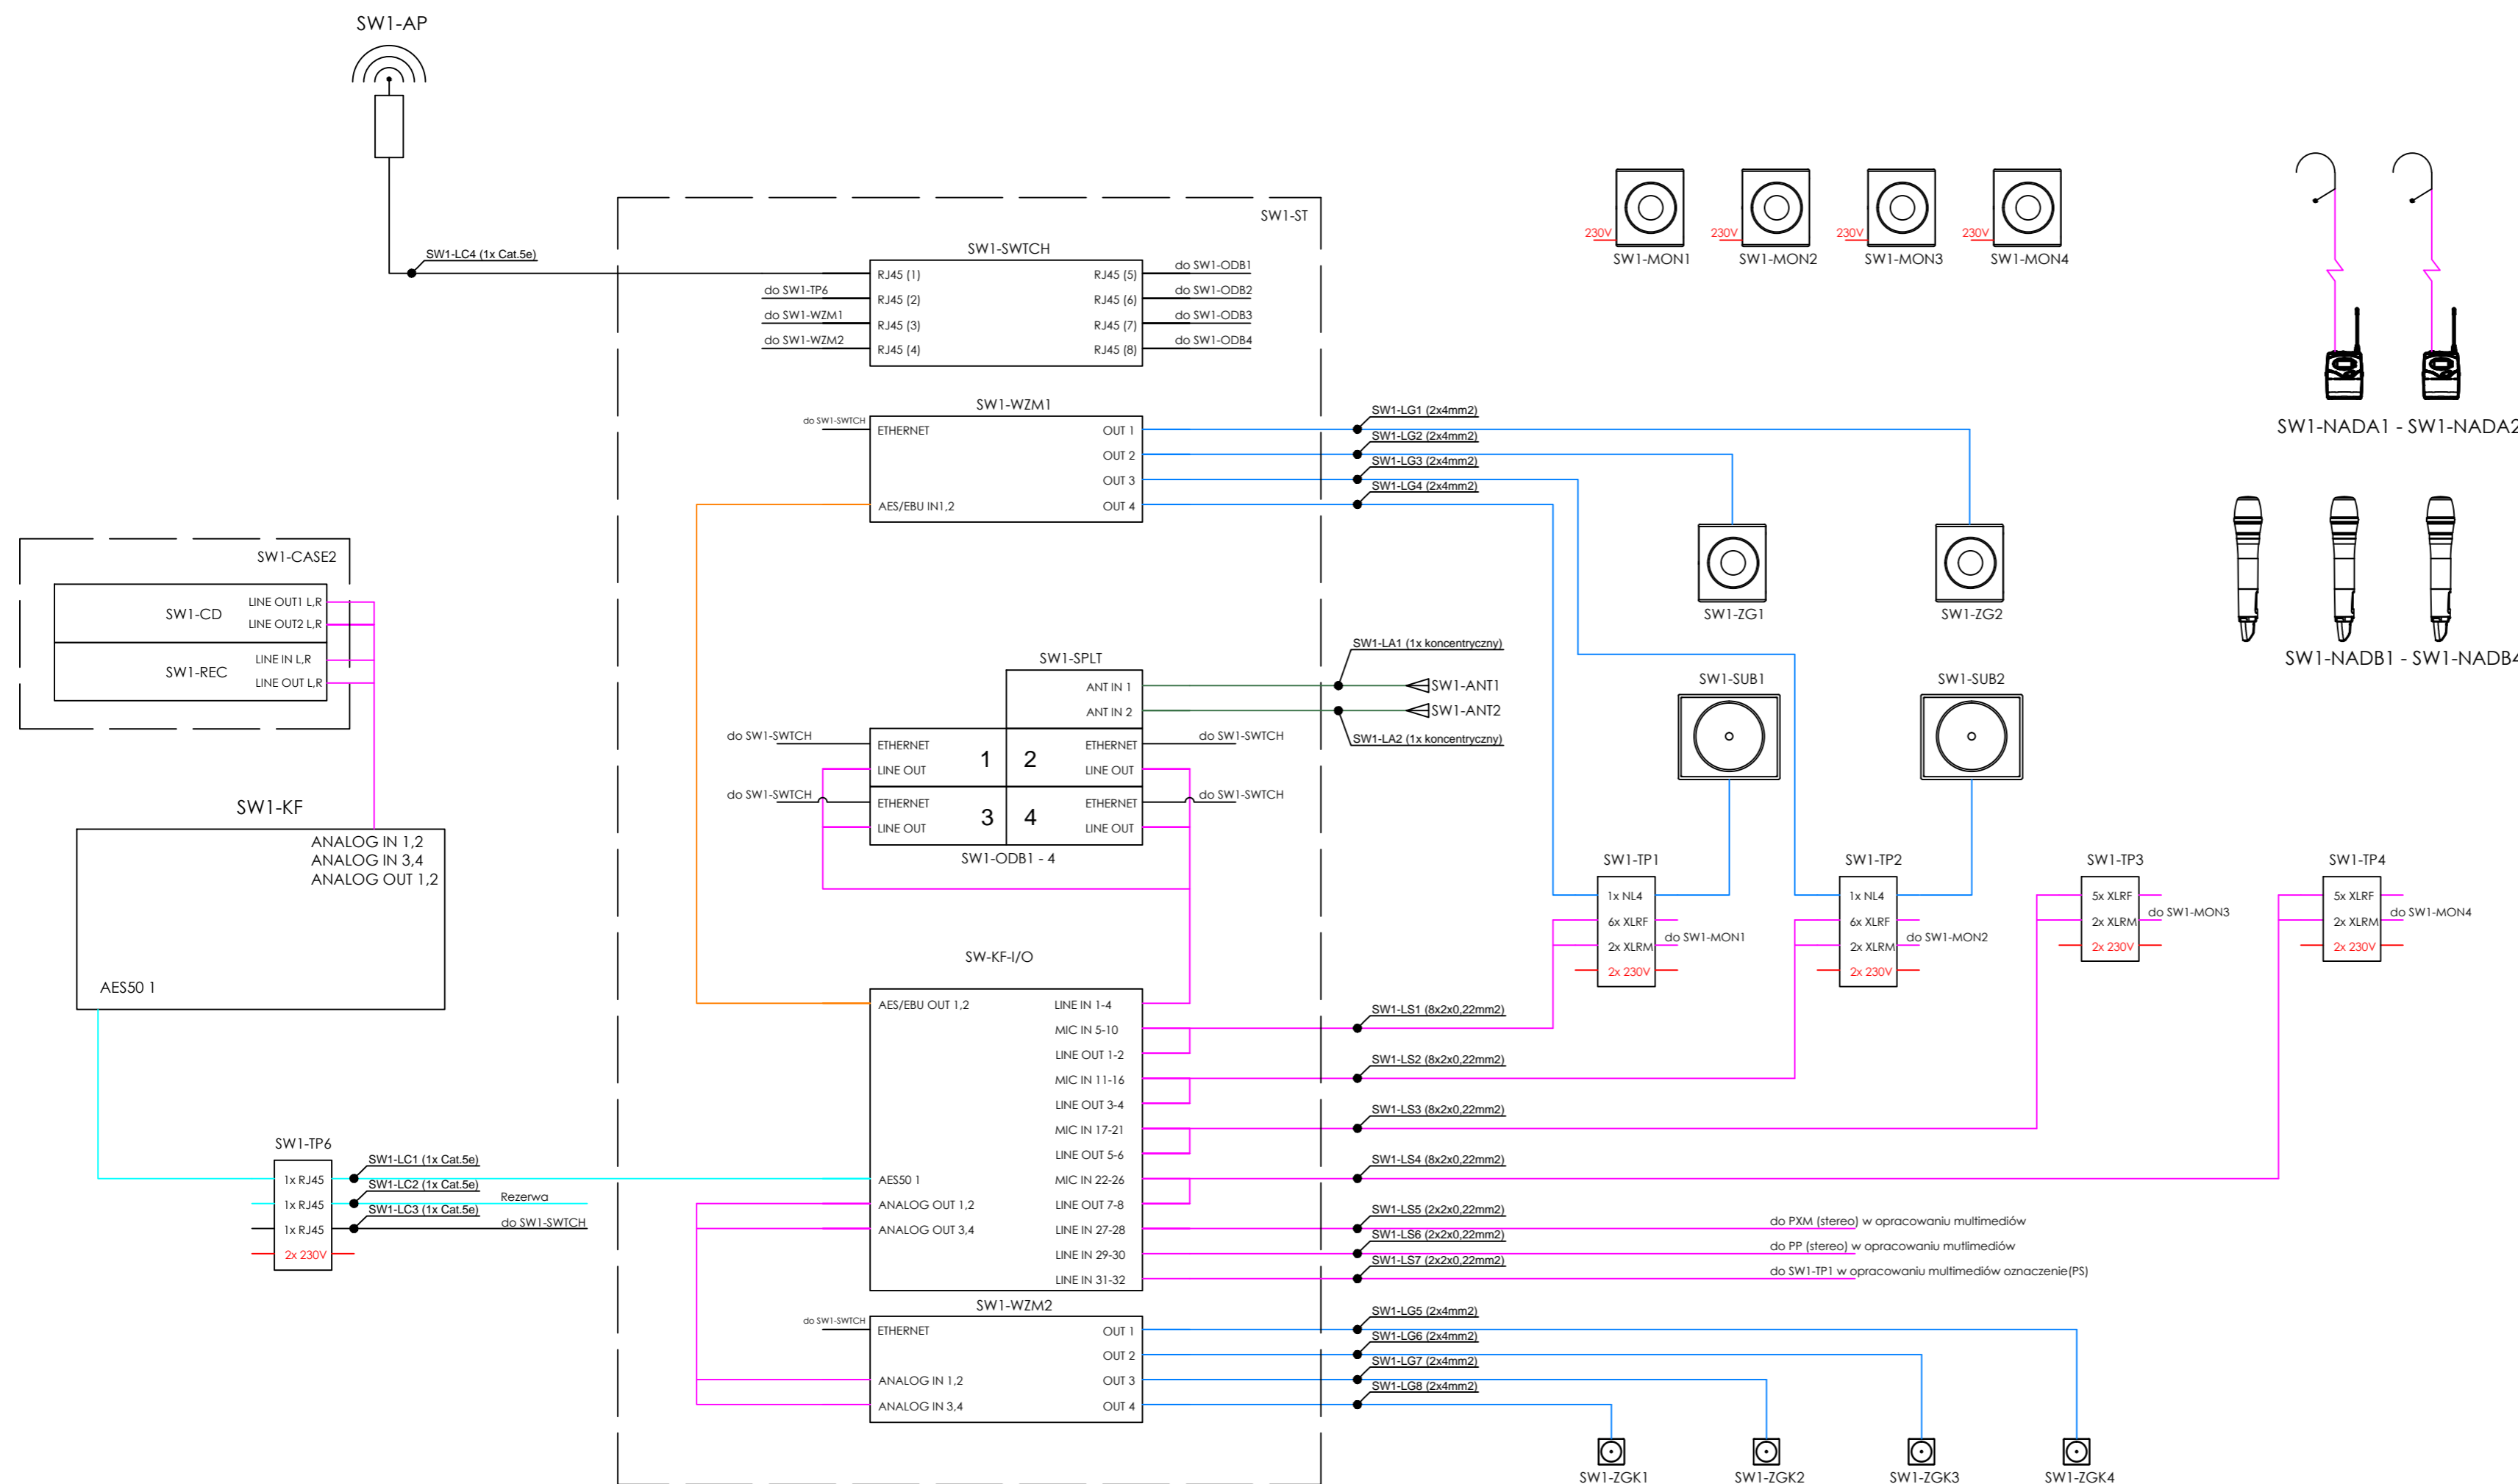 SW1-AP
SW1-LC4 (1x Cat.5e)
SW1-ST
SW1-SWTCH
RJ45 (1)
RJ45 (2)
RJ45 (3)
RJ45 (4)
RJ45 (5)
RJ45 (6)
RJ45 (7)
RJ45 (8)
do SW1-TP6
do SW1-WZM1
do SW1-WZM2
do SW1-ODB1
do SW1-ODB2
do SW1-ODB3
do SW1-ODB4
230V
SW1-MON1
230V
SW1-MON2
230V
SW1-MON3
230V
SW1-MON4
SW1-NADA1 - SW1-NADA2
SW1-NADB1 - SW1-NADB4
SW1-WZM1
do SW1-SWTCH
ETHERNET
AES/EBU IN1,2
OUT 1
OUT 2
OUT 3
OUT 4
SW1-LG1 (2x4mm2)
SW1-LG2 (2x4mm2)
SW1-LG3 (2x4mm2)
SW1-LG4 (2x4mm2)
SW1-ZG1
SW1-ZG2
SW1-CASE2
SW1-CD
LINE OUT1 L,R
LINE OUT2 L,R
SW1-REC
LINE IN L,R
LINE OUT L,R
SW1-SPLT
ANT IN 1
ANT IN 2
SW1-LA1 (1x koncentryczny)
SW1-ANT1
SW1-ANT2
SW1-LA2 (1x koncentryczny)
do SW1-SWTCH
ETHERNET
LINE OUT
1
2
ETHERNET
LINE OUT
do SW1-SWTCH
do SW1-SWTCH
ETHERNET
LINE OUT
3
4
ETHERNET
LINE OUT
do SW1-SWTCH
SW1-ODB1 - 4
SW1-SUB1
SW1-SUB2
SW1-KF
ANALOG IN 1,2
ANALOG IN 3,4
ANALOG OUT 1,2
AES50 1
SW1-TP1
1x NL4
6x XLRF
2x XLRM
2x 230V
do SW1-MON1
SW1-TP2
1x NL4
6x XLRF
2x XLRM
2x 230V
do SW1-MON2
SW1-TP3
5x XLRF
2x XLRM
2x 230V
do SW1-MON3
SW1-TP4
5x XLRF
2x XLRM
2x 230V
do SW1-MON4
SW-KF-I/O
AES/EBU OUT 1,2
AES50 1
ANALOG OUT 1,2
ANALOG OUT 3,4
LINE IN 1-4
MIC IN 5-10
LINE OUT 1-2
MIC IN 11-16
LINE OUT 3-4
MIC IN 17-21
LINE OUT 5-6
MIC IN 22-26
LINE OUT 7-8
LINE IN 27-28
LINE IN 29-30
LINE IN 31-32
SW1-LS1 (8x2x0,22mm2)
SW1-LS2 (8x2x0,22mm2)
SW1-LS3 (8x2x0,22mm2)
SW1-LS4 (8x2x0,22mm2)
SW1-LS5 (2x2x0,22mm2)
do PXM (stereo) w opracowaniu multimediów
SW1-LS6 (2x2x0,22mm2)
do PP (stereo) w opracowaniu mutlimediów
SW1-LS7 (2x2x0,22mm2)
do SW1-TP1 w opracowaniu multimediów oznaczenie(PS)
SW1-TP6
1x RJ45
1x RJ45
1x RJ45
2x 230V
SW1-LC1 (1x Cat.5e)
SW1-LC2 (1x Cat.5e)
Rezerwa
SW1-LC3 (1x Cat.5e)
do SW1-SWTCH
SW1-WZM2
do SW1-SWTCH
ETHERNET
ANALOG IN 1,2
ANALOG IN 3,4
OUT 1
OUT 2
OUT 3
OUT 4
SW1-LG5 (2x4mm2)
SW1-LG6 (2x4mm2)
SW1-LG7 (2x4mm2)
SW1-LG8 (2x4mm2)
SW1-ZGK1
SW1-ZGK2
SW1-ZGK3
SW1-ZGK4